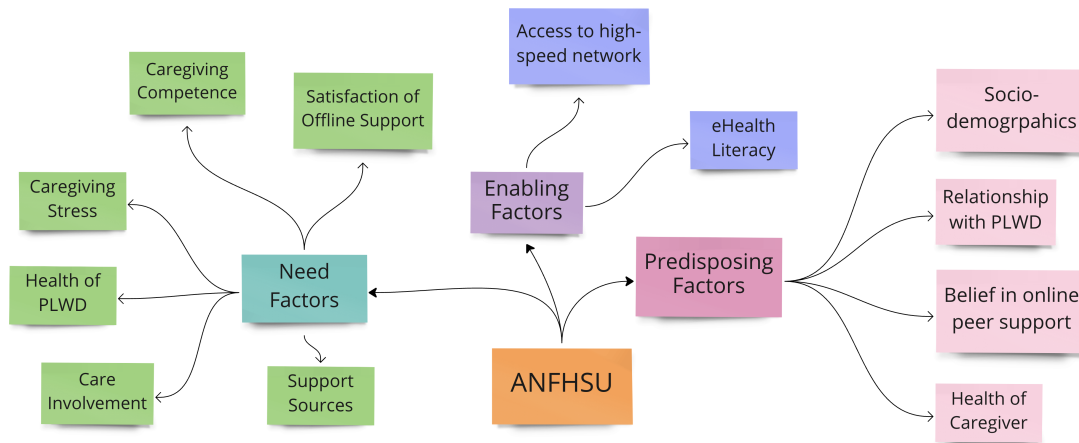 Access to high-
speed network
Caregiving
Competence
Satisfaction of
Offline Support
Socio-
demogrpahics
eHealth
Literacy
Caregiving
Stress
Enabling
Factors
Relationship
with PLWD
Need
Factors
Predisposing
Factors
Health of
PLWD
Belief in online
peer support
Care
Involvement
Support
Sources
ANFHSU
Health of
Caregiver